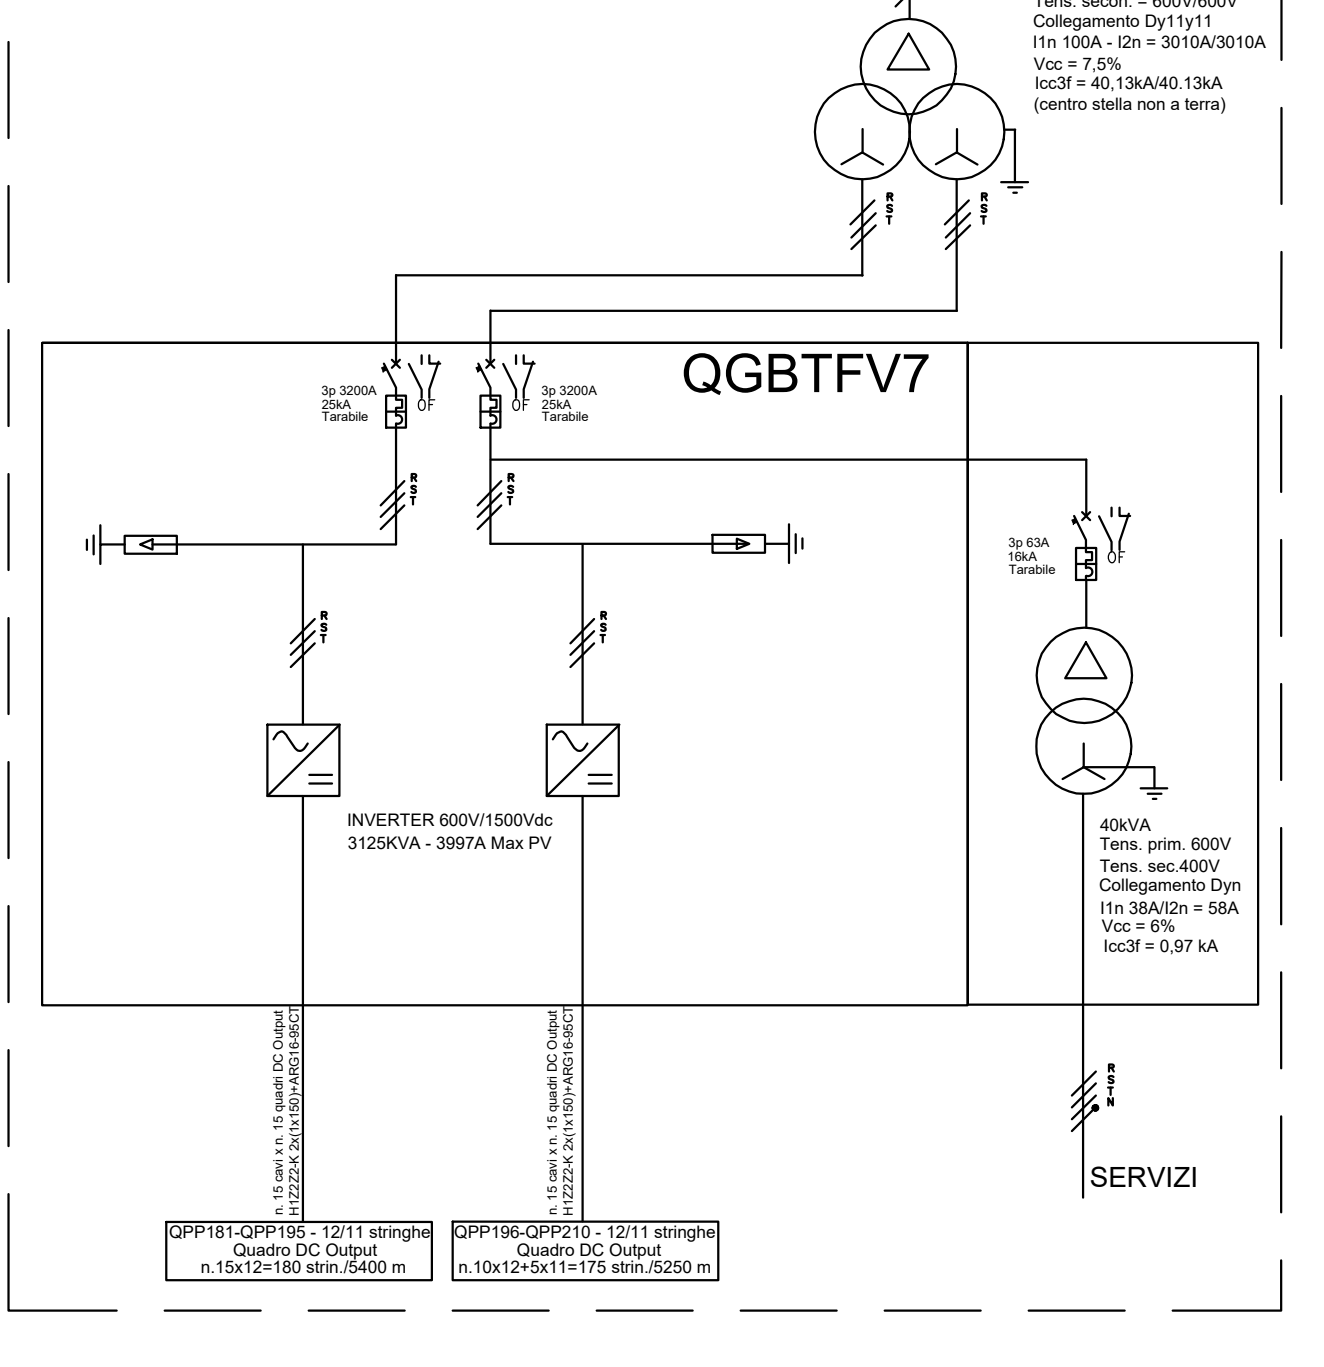 Tens. secon. = 600V/600V
Collegamento Dy11y11
I1n 100A - I2n = 3010A/3010A
Vcc = 7,5%
Icc3f = 40,13kA/40.13kA
(centro stella non a terra)
R
S
T
R
S
T
QGBTFV7
3p 3200A
25kA
Tarabile
OF
OF
3p 3200A
25kA
Tarabile
R
S
T
R
S
T
3p 63A
16kA
Tarabile
OF
R
S
T
R
S
T
INVERTER 600V/1500Vdc
3125KVA - 3997A Max PV
40kVA
Tens. prim. 600V
Tens. sec.400V
Collegamento Dyn
I1n 38A/I2n = 58A
Vcc = 6%
Icc3f = 0,97 kA
n. 15 cavi x n. 15 quadri DC Output
H1Z2Z2-K 2x(1x150)+ARG16-95CT
n. 15 cavi x n. 15 quadri DC Output
H1Z2Z2-K 2x(1x150)+ARG16-95CT
R
S
T
N
SERVIZI
QPP181-QPP195 - 12/11 stringhe
Quadro DC Output
n.15x12=180 strin./5400 m
QPP196-QPP210 - 12/11 stringhe
Quadro DC Output
n.10x12+5x11=175 strin./5250 m